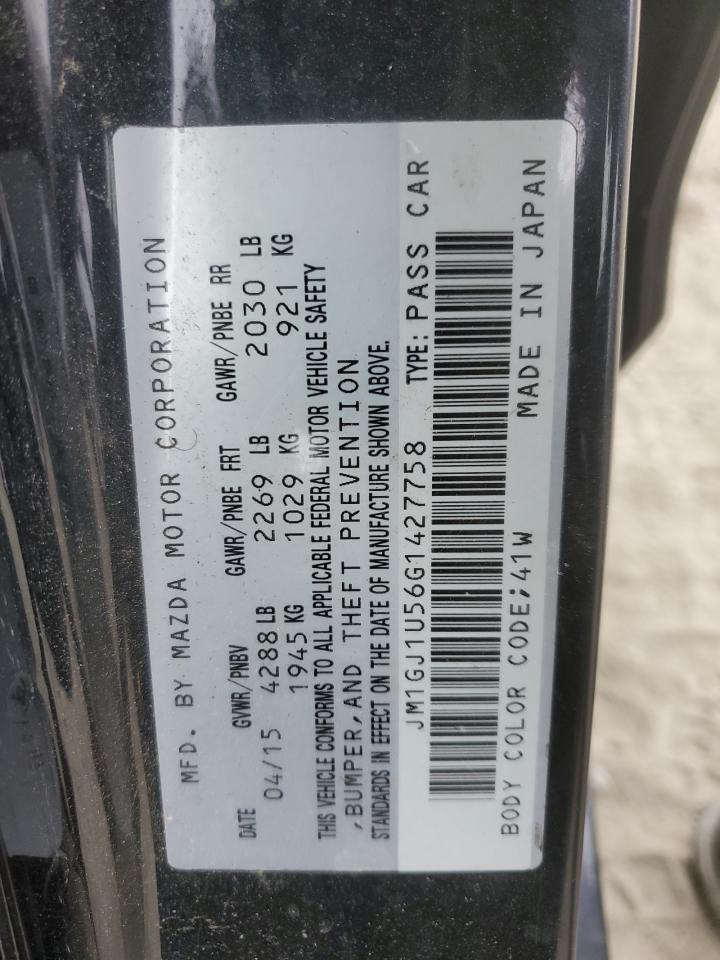 MFD. BY MAZDA MOTOR CORPORATION
DATE GVWR/PNBV GAWR/PNBE FRT GAWR/PNBE RR
04/15 4288 LB 2269 LB 2030 LB
1945 KG 1029 KG 921 KG
THIS VEHICLE CONFORMS TO ALL APPLICABLE FEDERAL MOTOR VEHICLE SAFETY
,BUMPER,AND THEFT PREVENTION
STANDARDS IN EFFECT ON THE DATE OF MANUFACTURE SHOWN ABOVE.
JM1GJ1U56G1427758 TYPE: PASS CAR
BODY COLOR CODE;41W MADE IN JAPAN